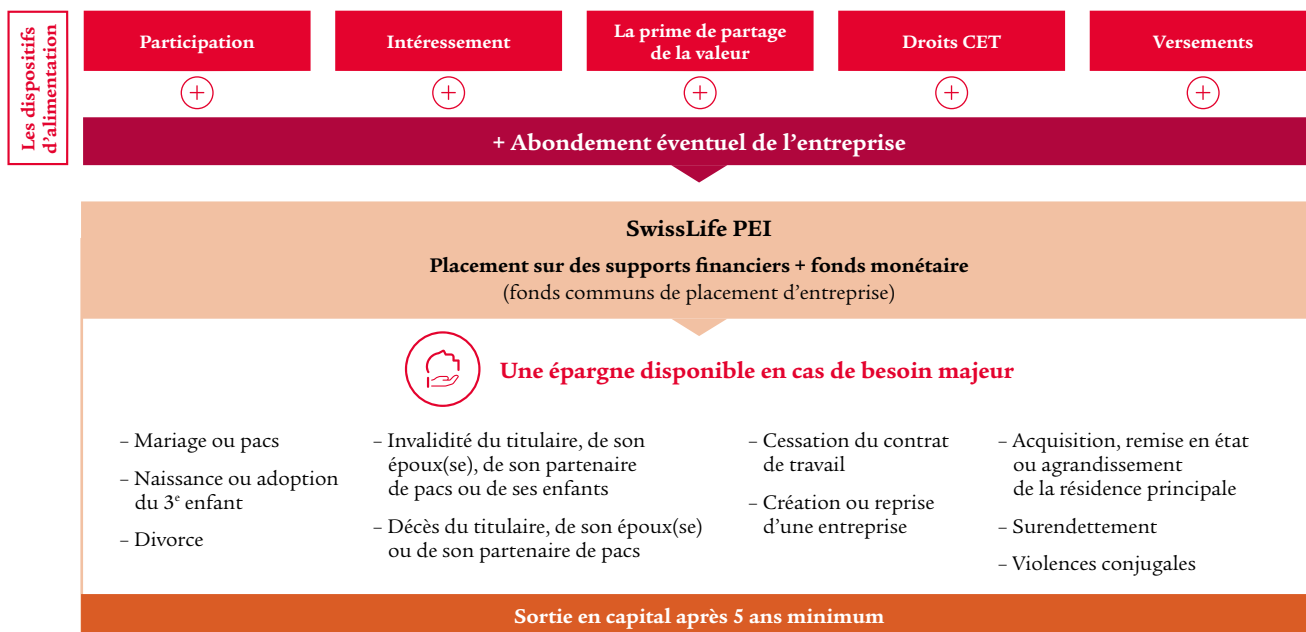 Les dispositifs
d’alimentation
Participation
Intéressement
La prime de partage
de la valeur
Droits CET
Versements
+ Abondement éventuel de l’entreprise
SwissLife PEI
Placement sur des supports financiers + fonds monétaire
(fonds communs de placement d’entreprise)
Une épargne disponible en cas de besoin majeur
– Mariage ou pacs
– Naissance ou adoption
du 3e enfant
– Divorce
– Invalidité du titulaire, de son
époux(se), de son partenaire
de pacs ou de ses enfants
– Décès du titulaire, de son époux(se)
ou de son partenaire de pacs
– Cessation du contrat
de travail
– Création ou reprise
d’une entreprise
– Acquisition, remise en état
ou agrandissement
de la résidence principale
– Surendettement
– Violences conjugales
Sortie en capital après 5 ans minimum